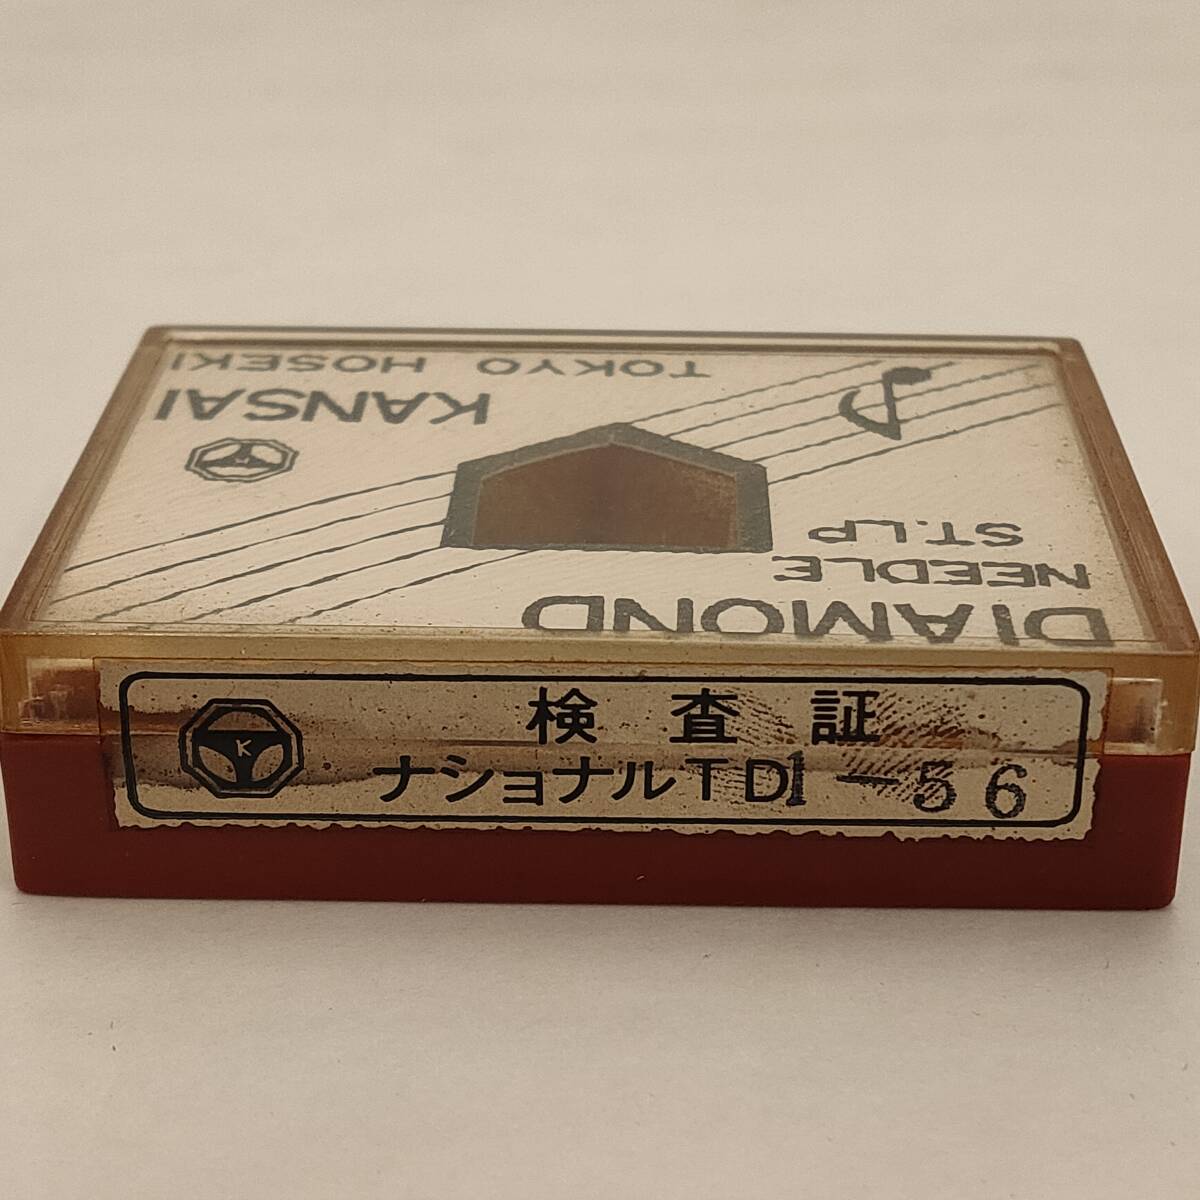 DIAMOND
NEEDLE
ST.LP
KANSAI
TOKYO HOSEKI
検査証
K
ナショナルTD1-56